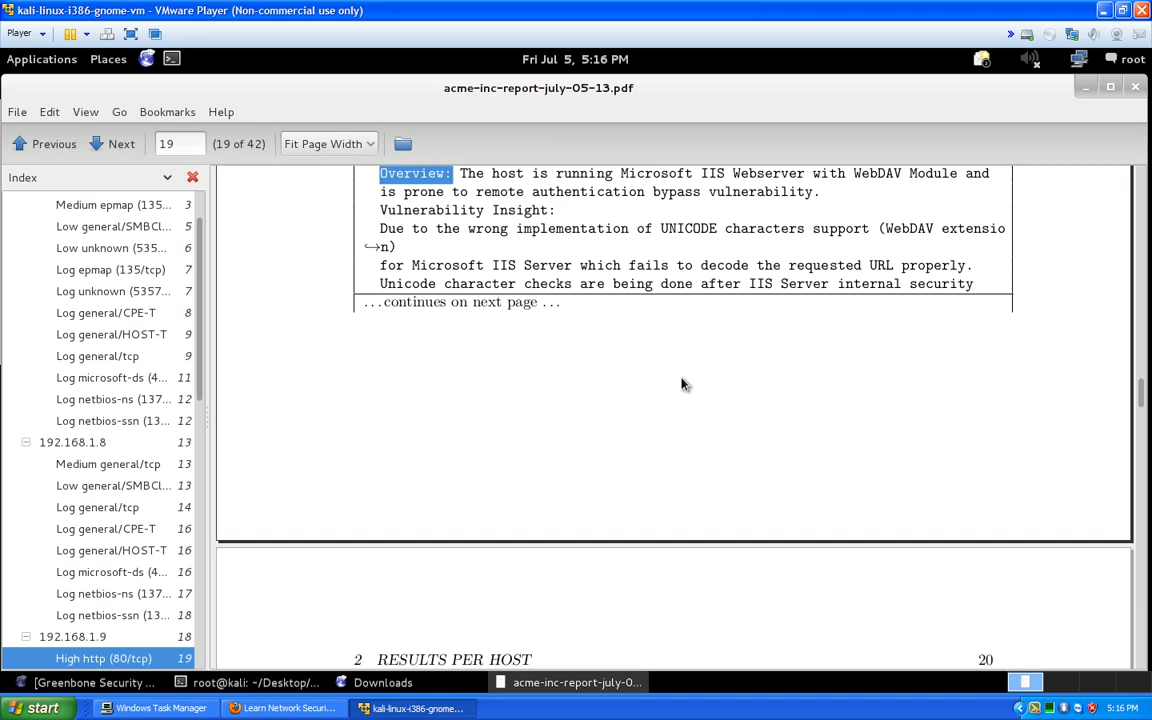 kali-linux-i386-gnome-vm - VMware Player (Non-commercial use only)
Player
Applications Places Fri Jul 5, 5:16 PM root
acme-inc-report-july-05-13.pdf
File Edit View Go Bookmarks Help
Previous Next 19 (19 of 42) Fit Page Width
Index
Medium epmap (135... 3
Low general/SMBCl... 5
Low unknown (535... 6
Log epmap (135/tcp) 7
Log unknown (5357... 7
Log general/CPE-T 8
Log general/HOST-T 9
Log general/tcp 9
Log microsoft-ds (4... 11
Log netbios-ns (137... 12
Log netbios-ssn (13... 12
192.168.1.8 13
Medium general/tcp 13
Low general/SMBCl... 13
Log general/tcp 14
Log general/CPE-T 16
Log general/HOST-T 16
Log microsoft-ds (4... 16
Log netbios-ns (137... 17
Log netbios-ssn (13... 18
192.168.1.9 18
High http (80/tcp) 19
Overview: The host is running Microsoft IIS Webserver with WebDAV Module and
is prone to remote authentication bypass vulnerability.
Vulnerability Insight:
Due to the wrong implementation of UNICODE characters support (WebDAV extensio
↪n)
for Microsoft IIS Server which fails to decode the requested URL properly.
Unicode character checks are being done after IIS Server internal security
...continues on next page ...
2 RESULTS PER HOST 20
[Greenbone Security ... root@kali: ~/Desktop/... Downloads acme-inc-report-july-0...
start Windows Task Manager Learn Network Securi... kali-linux-i386-gnome... 5:16 PM